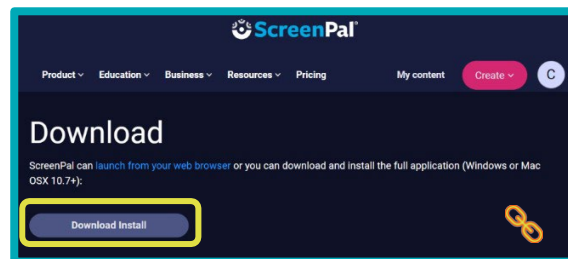 ScreenPal
Product Education Business Resources Pricing My content Create C
Download
ScreenPal can launch from your web browser or you can download and install the full application (Windows or Mac
OSX 10.7+):
Download Install